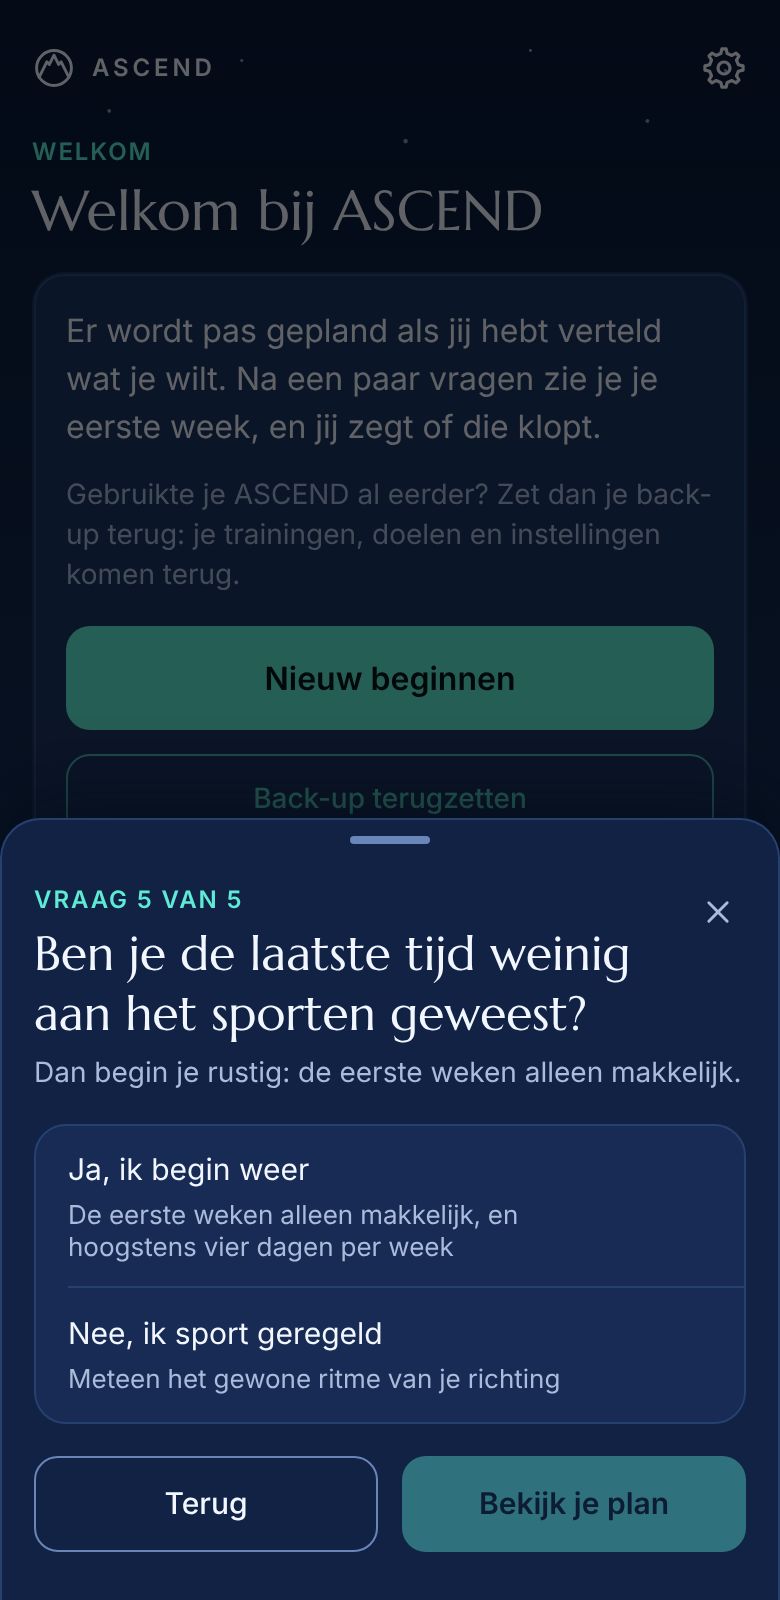 ASCEND
WELKOM
Welkom bij ASCEND
Er wordt pas gepland als jij hebt verteld
wat je wilt. Na een paar vragen zie je je
eerste week, en jij zegt of die klopt.
Gebruikte je ASCEND al eerder? Zet dan je back-
up terug: je trainingen, doelen en instellingen
komen terug.
Nieuw beginnen
Back-up terugzetten
VRAAG 5 VAN 5
Ben je de laatste tijd weinig
aan het sporten geweest?
Dan begin je rustig: de eerste weken alleen makkelijk.
Ja, ik begin weer
De eerste weken alleen makkelijk, en
hoogstens vier dagen per week
Nee, ik sport geregeld
Meteen het gewone ritme van je richting
Terug
Bekijk je plan